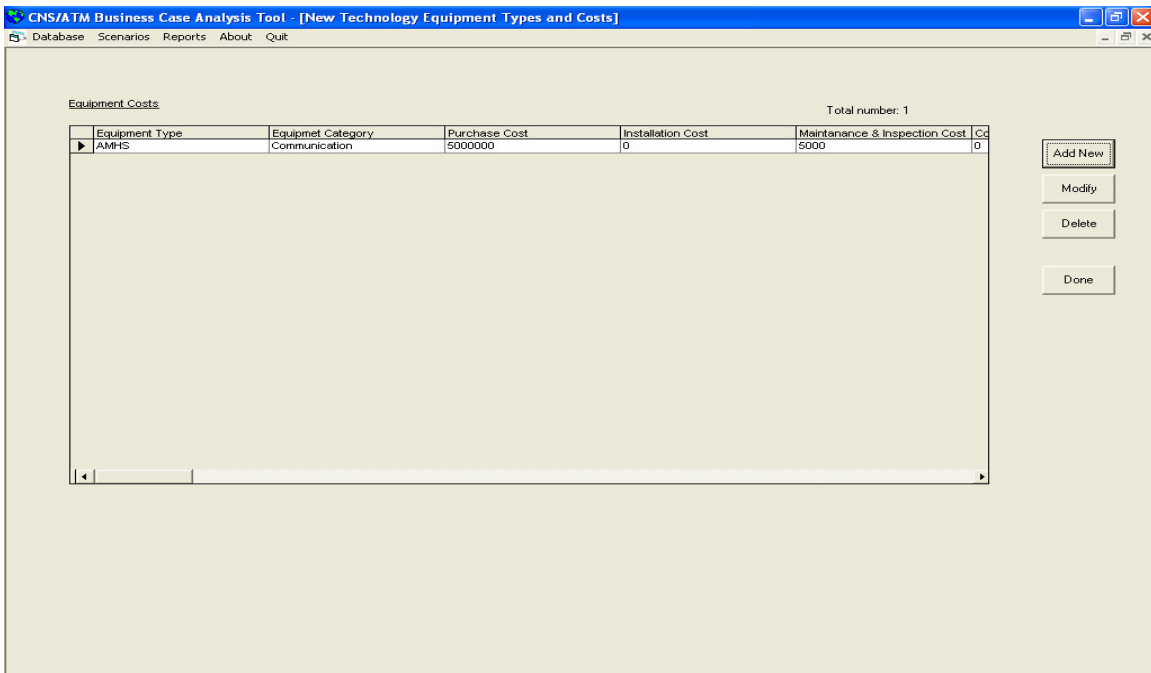 CNS/ATM Business Case Analysis Tool - [New Technology Equipment Types and Costs]
Database Scenarios Reports About Quit
Equipment Costs
Total number: 1
Equipment Type Equipmet Category Purchase Cost Installation Cost Maintanance & Inspection Cost Co
AMHS Communication 5000000 0 5000 0
Add New
Modify
Delete
Done